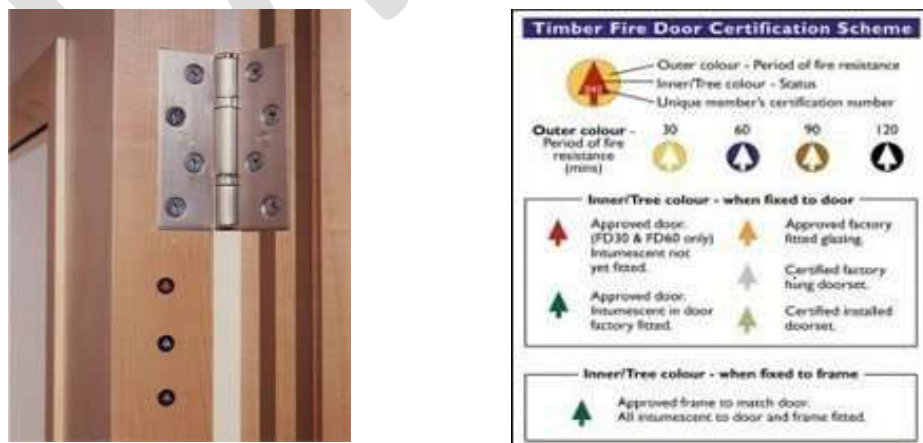 Timber Fire Door Certification Scheme
Outer colour - Period of fire resistance
Inner/Tree colour - Status
Unique member's certification number
Outer colour - 30 60 90 120
Period of fire
resistance
(mins)
Inner/Tree colour - when fixed to door
Approved door.
(FD30 & FD60 only)
Intumescent not
yet fitted.
Approved door.
Intumescent in door
factory fitted.
Approved factory
fitted glazing.
Certified factory
hung doorset.
Certified installed
doorset.
Inner/Tree colour - when fixed to frame
Approved frame to match door.
All intumescent to door and frame fitted.